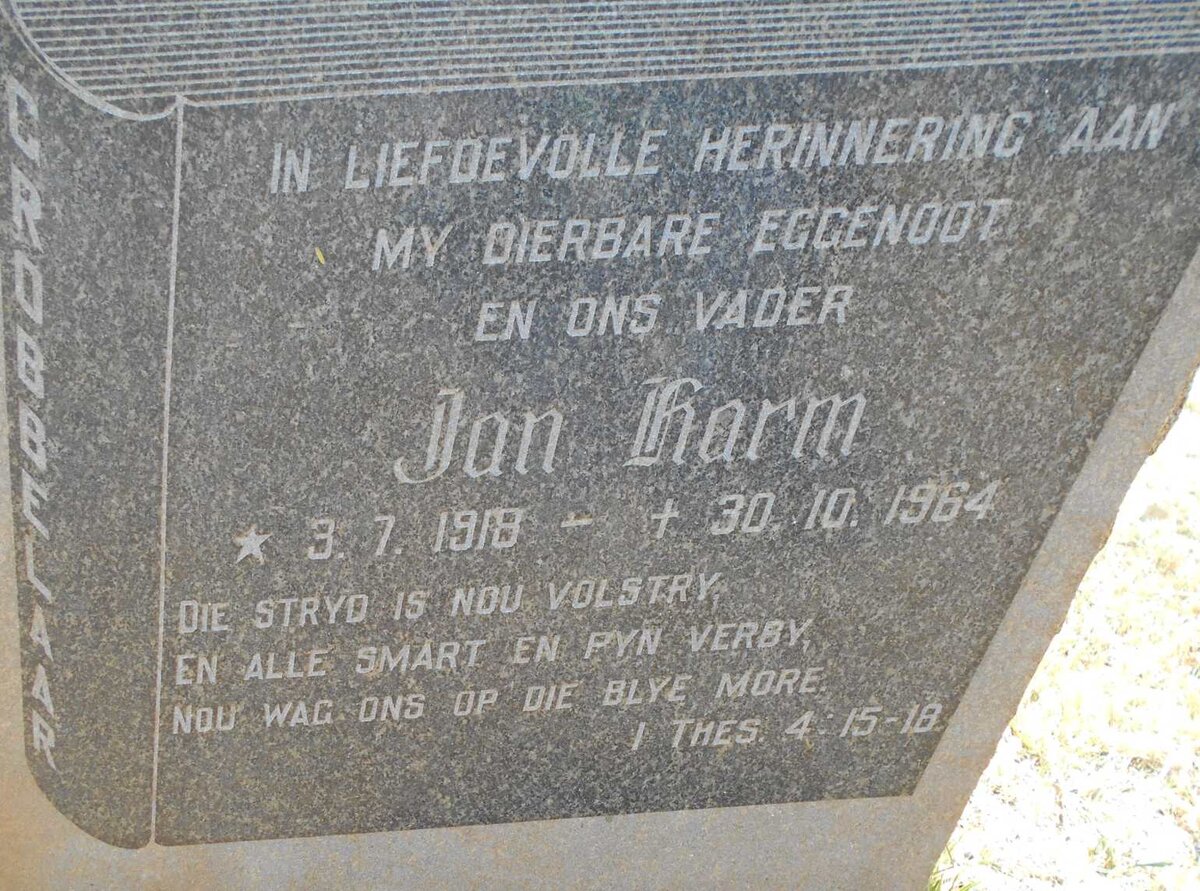 GROBBELAAR
IN LIEFDEVOLLE HERINNERING AAN
MY DIERBARE EGGENOOT
EN ONS VADER
Jan Harm
★ 3. 7. 1918 – † 30. 10. 1964
DIE STRYD IS NOU VOLSTRY,
EN ALLE SMART EN PYN VERBY,
NOU WAG ONS OP DIE BLYE MORE.
I THES. 4: 15-18.